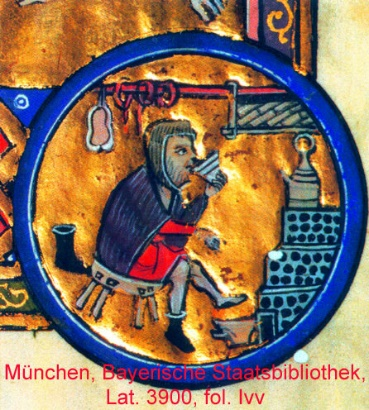 München, Bayerische Staatsbibliothek,
Lat. 3900, fol. Ivv